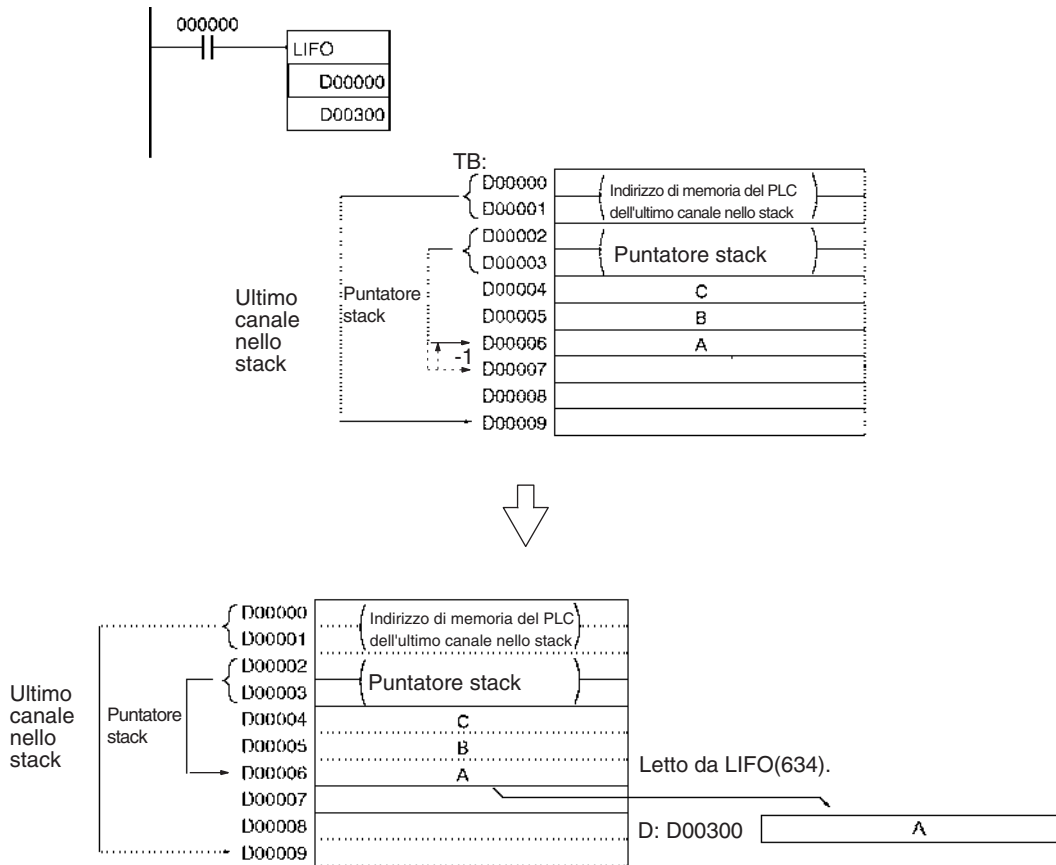 000000
LIFO
D00000
D00300
TB:
D00000
Indirizzo di memoria del PLC
D00001
dell'ultimo canale nello stack
D00002
Puntatore stack
D00003
D00004 C
D00005 B
D00006 A
-1
D00007
D00008
D00009
Ultimo
canale
nello
stack
Puntatore
stack
D00000
Indirizzo di memoria del PLC
D00001
dell'ultimo canale nello stack
D00002
Puntatore stack
D00003
D00004 C
D00005 B
D00006 A
D00007
D00008
D00009
Ultimo
canale
nello
stack
Puntatore
stack
Letto da LIFO(634).
D: D00300 A